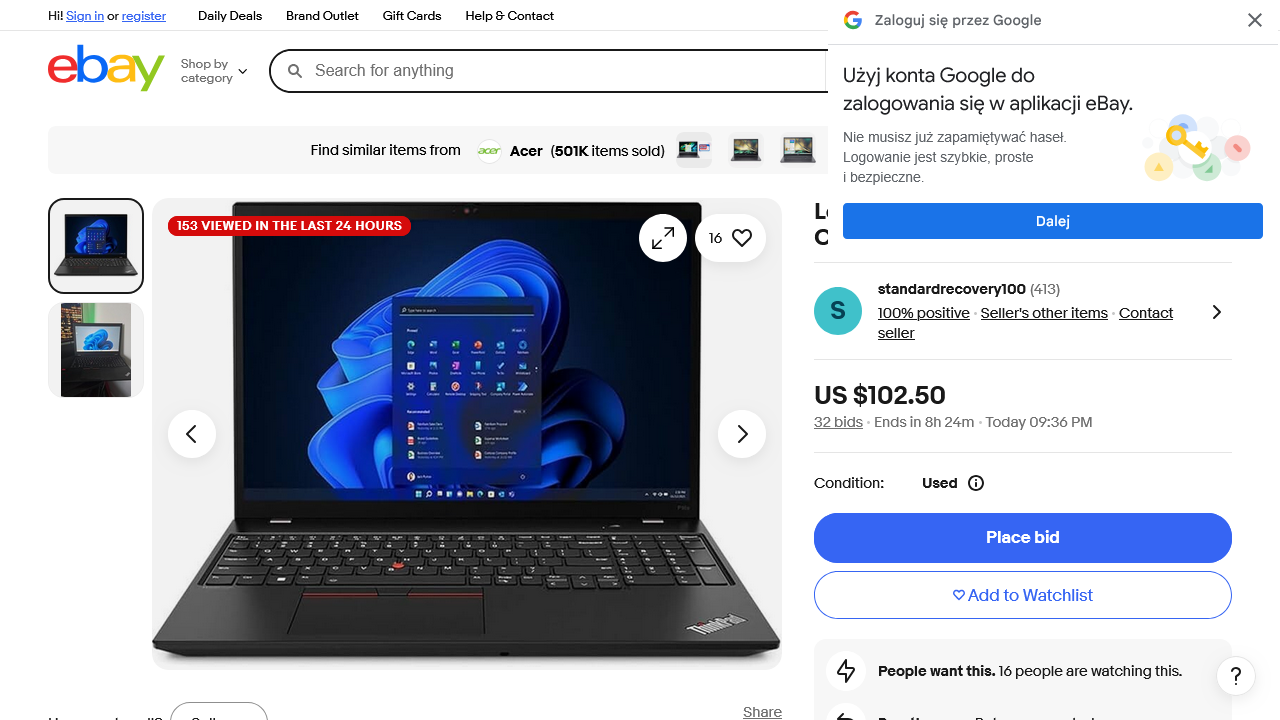 Hi! Sign in or register
Daily Deals
Brand Outlet
Gift Cards
Help & Contact
Zaloguj się przez Google
ebay
Shop by
category
Search for anything
Użyj konta Google do
zalogowania się w aplikacji eBay.
Nie musisz już zapamiętywać haseł.
Logowanie jest szybkie, proste
i bezpieczne.
Dalej
Find similar items from
acer
Acer (501K items sold)
153 VIEWED IN THE LAST 24 HOURS
16
S
standardrecovery100 (413)
100% positive · Seller's other items · Contact
seller
US $102.50
32 bids · Ends in 8h 24m · Today 09:36 PM
Condition:
Used
Place bid
Add to Watchlist
People want this. 16 people are watching this.
?
ThinkPad
Share